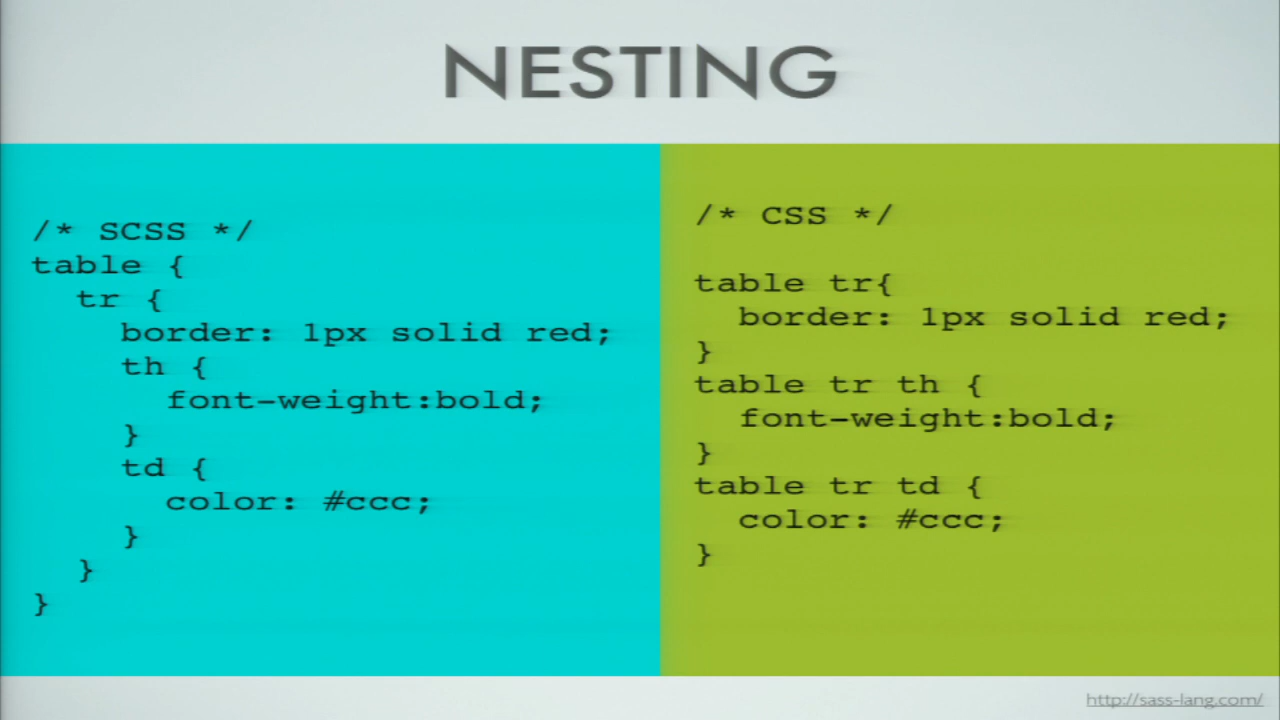 NESTING
/* SCSS */
table {
  tr {
    border: 1px solid red;
    th {
      font-weight:bold;
    }
    td {
      color: #ccc;
    }
  }
}
/* CSS */
table tr{
  border: 1px solid red;
}
table tr th {
  font-weight:bold;
}
table tr td {
  color: #ccc;
}
http://sass-lang.com/